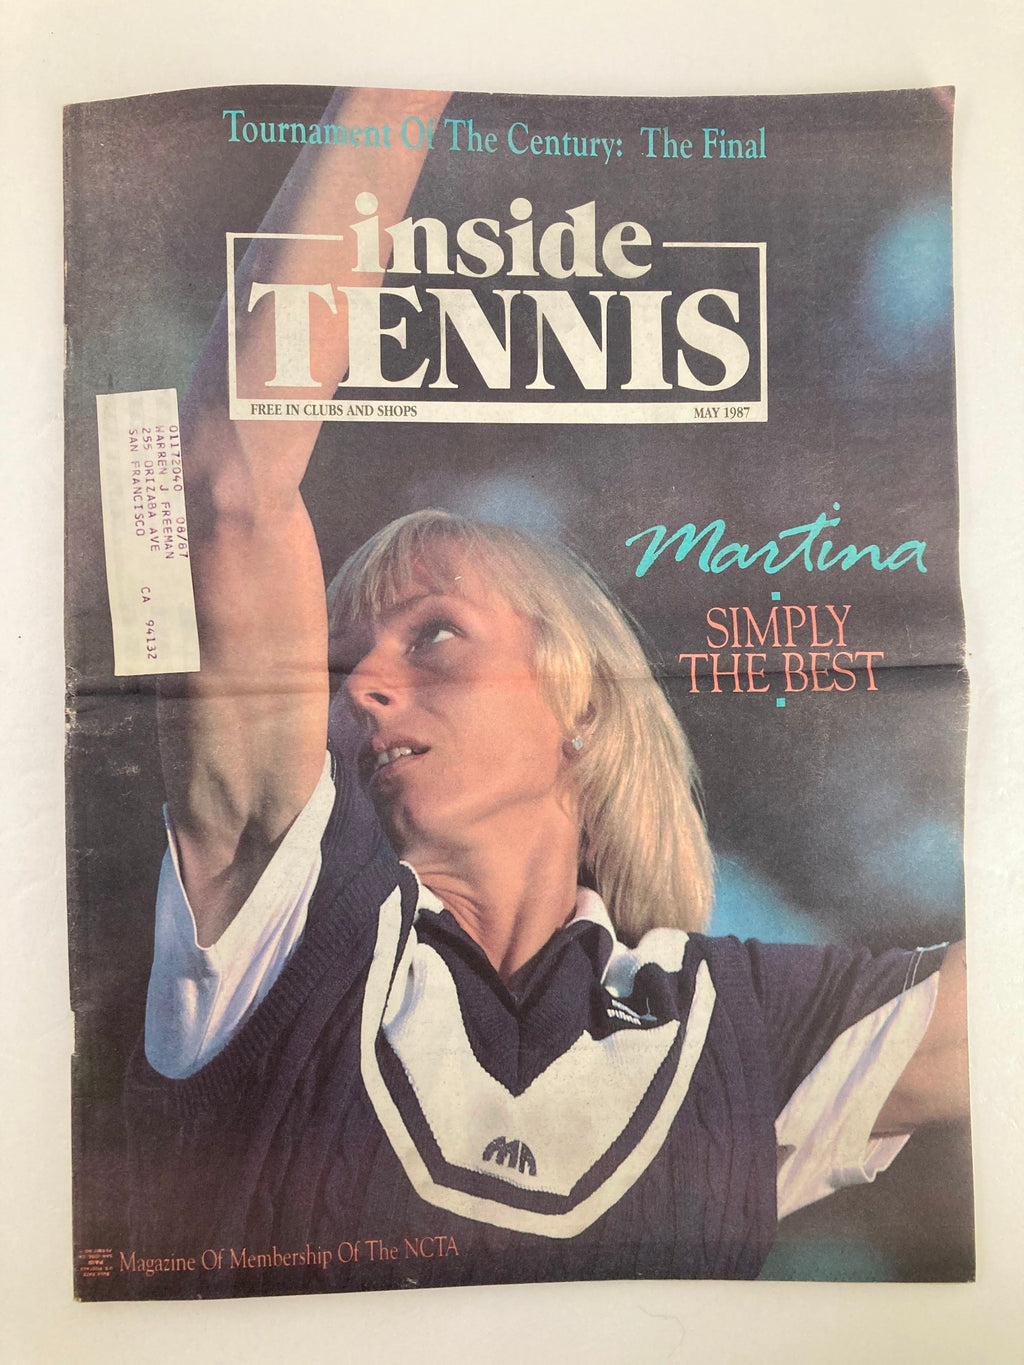 Tournament Of The Century: The Final
inside
TENNIS
FREE IN CLUBS AND SHOPS MAY 1987
01172040 08/87
WARREN J FREEMAN
255 ORIZABA AVE
SAN FRANCISCO CA 94132
Martina
SIMPLY
THE BEST
PUMA
Magazine Of Membership Of The NCTA